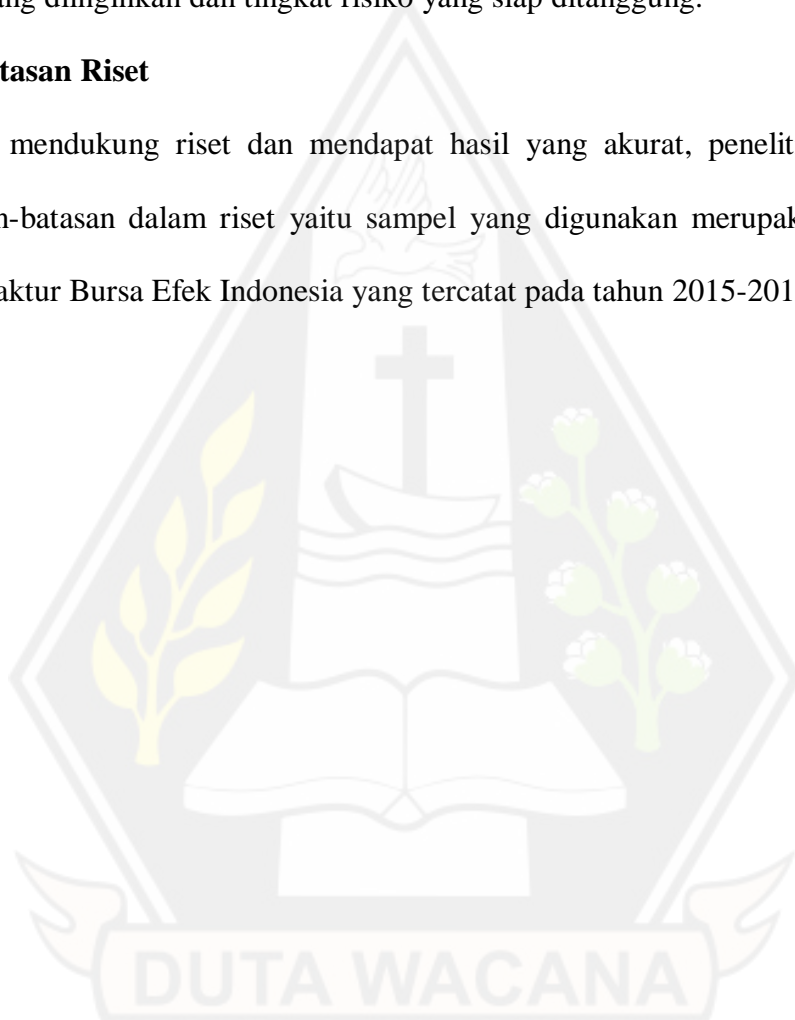 ang diinginkan dan tingkat risiko yang siap ditanggung.
tasan Riset
mendukung riset dan mendapat hasil yang akurat, penelit
n-batasan dalam riset yaitu sampel yang digunakan merupak
aktur Bursa Efek Indonesia yang tercatat pada tahun 2015-201
DUTA WACANA